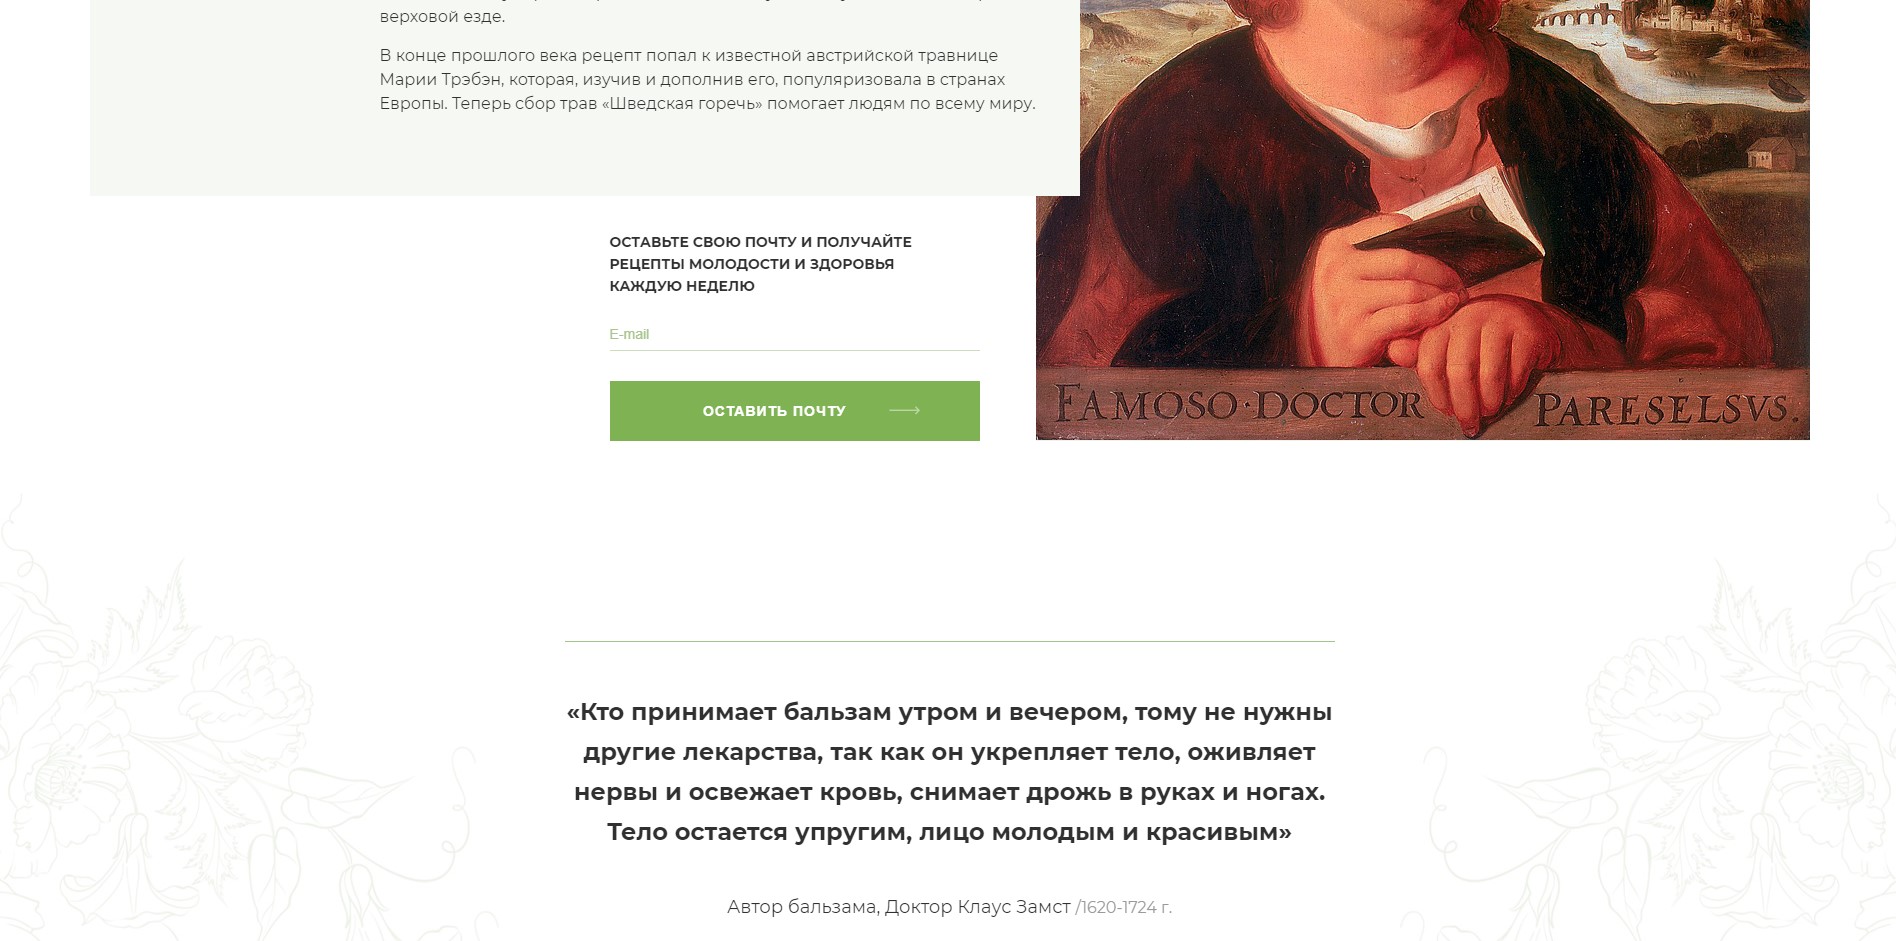 верховой езде.
В конце прошлого века рецепт попал к известной австрийской травнице
Марии Трэбэн, которая, изучив и дополнив его, популяризовала в странах
Европы. Теперь сбор трав «Шведская горечь» помогает людям по всему миру.
ОСТАВЬТЕ СВОЮ ПОЧТУ И ПОЛУЧАЙТЕ
РЕЦЕПТЫ МОЛОДОСТИ И ЗДОРОВЬЯ
КАЖДУЮ НЕДЕЛЮ
E-mail
ОСТАВИТЬ ПОЧТУ
FAMOSO·DOCTOR PARESELSVS.
«Кто принимает бальзам утром и вечером, тому не нужны
другие лекарства, так как он укрепляет тело, оживляет
нервы и освежает кровь, снимает дрожь в руках и ногах.
Тело остается упругим, лицо молодым и красивым»
Автор бальзама, Доктор Клаус Замст /1620-1724 г.